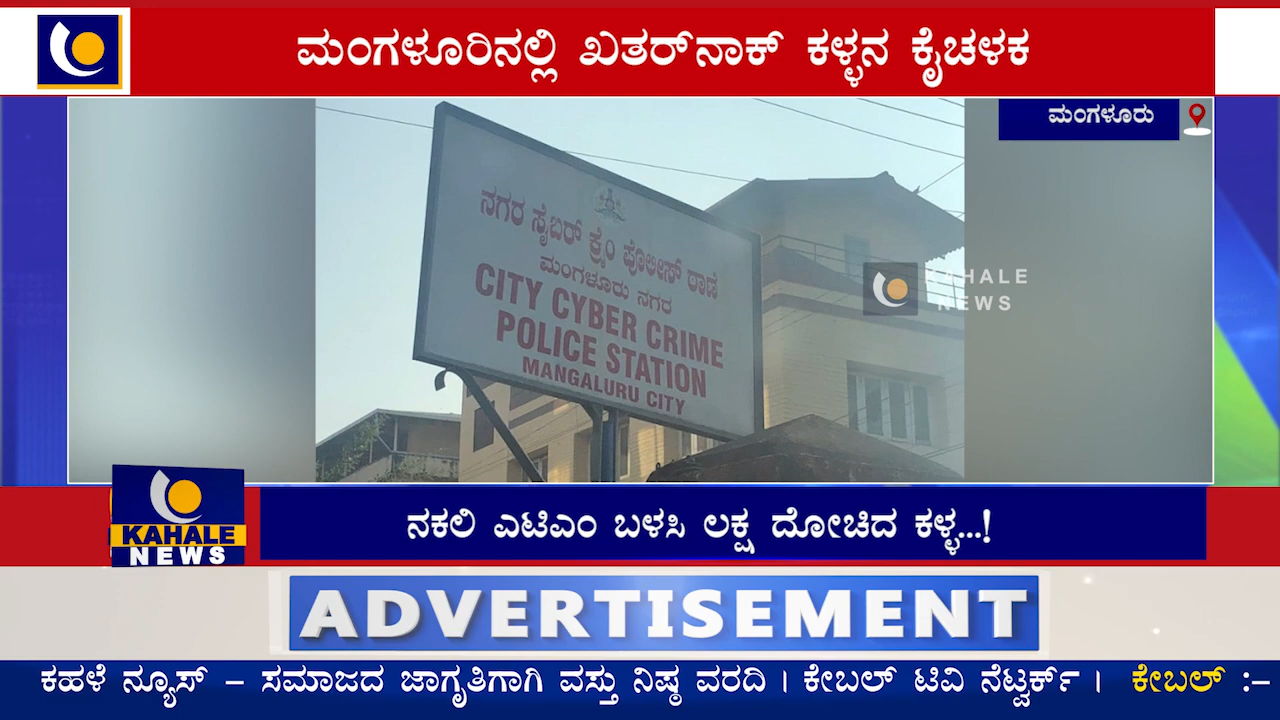 ಮಂಗಳೂರಿನಲ್ಲಿ ಖತರ್‌ನಾಕ್ ಕಳ್ಳನ ಕೈಚಳಕ
ಮಂಗಳೂರು
ನಗರ ಸೈಬರ್ ಕ್ರೈಂ ಪೊಲೀಸ್ ಠಾಣೆ
ಮಂಗಳೂರು ನಗರ
CITY CYBER CRIME
POLICE STATION
MANGALURU CITY
KAHALE
NEWS
KAHALE
NEWS
ನಕಲಿ ಎಟಿಎಂ ಬಳಸಿ ಲಕ್ಷ ದೋಚಿದ ಕಳ್ಳ...!
ADVERTISEMENT
ಕಹಳೆ ನ್ಯೂಸ್ – ಸಮಾಜದ ಜಾಗೃತಿಗಾಗಿ ವಸ್ತು ನಿಷ್ಠ ವರದಿ । ಕೇಬಲ್ ಟಿವಿ ನೆಟ್ವರ್ಕ್ । ಕೇಬಲ್ :–